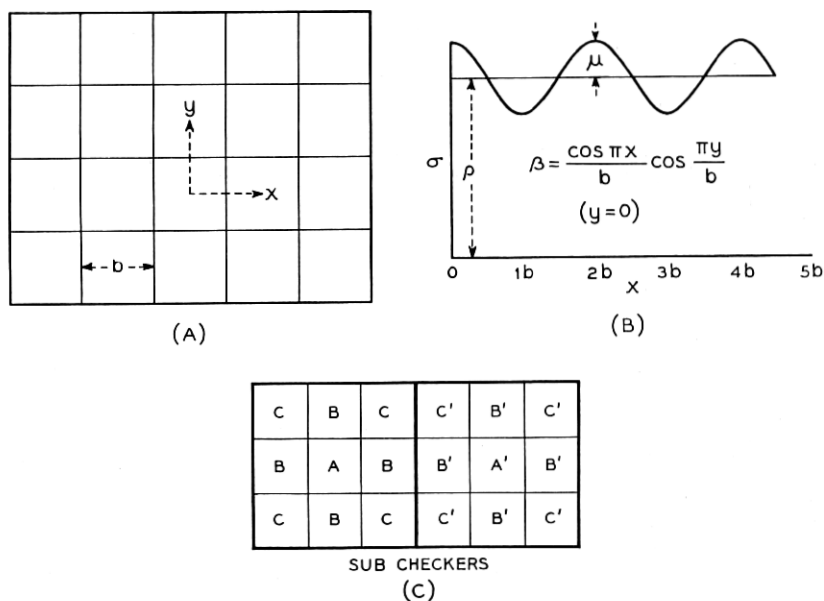 y
x
b
(A)
μ
σ
ρ
β = cos πx / b cos πy / b
(y=0)
0 1b 2b 3b 4b 5b
x
(B)
C B C C' B' C'
B A B B' A' B'
C B C C' B' C'
SUB CHECKERS
(C)